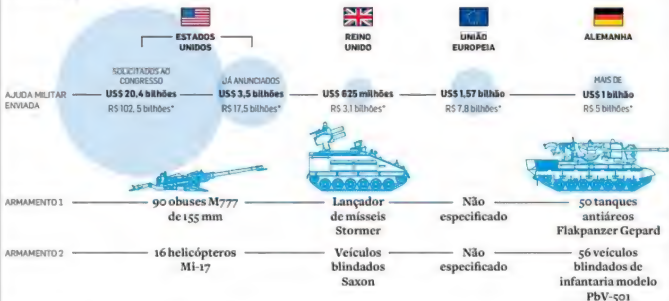 ESTADOS UNIDOS
REINO UNIDO
UNIÃO EUROPEIA
ALEMANHA
AJUDA MILITAR ENVIADA
SOLICITADOS AO CONGRESSO
US$ 20,4 bilhões
R$ 102,5 bilhões*
JÁ ANUNCIADOS
US$ 3,5 bilhões
R$ 17,5 bilhões*
US$ 625 milhões
R$ 3,1 bilhões*
US$ 1,57 bilhão
R$ 7,8 bilhões*
MAIS DE
US$ 1 bilhão
R$ 5 bilhões*
ARMAMENTO 1
90 obuses M777
de 155 mm
Lançador
de mísseis
Stormer
Não
especificado
50 tanques
antiáreos
Flakpanzer Gepard
ARMAMENTO 2
16 helicópteros
Mi-17
Veículos
blindados
Saxon
Não
especificado
56 veículos
blindados de
infantaria modelo
PbV-501